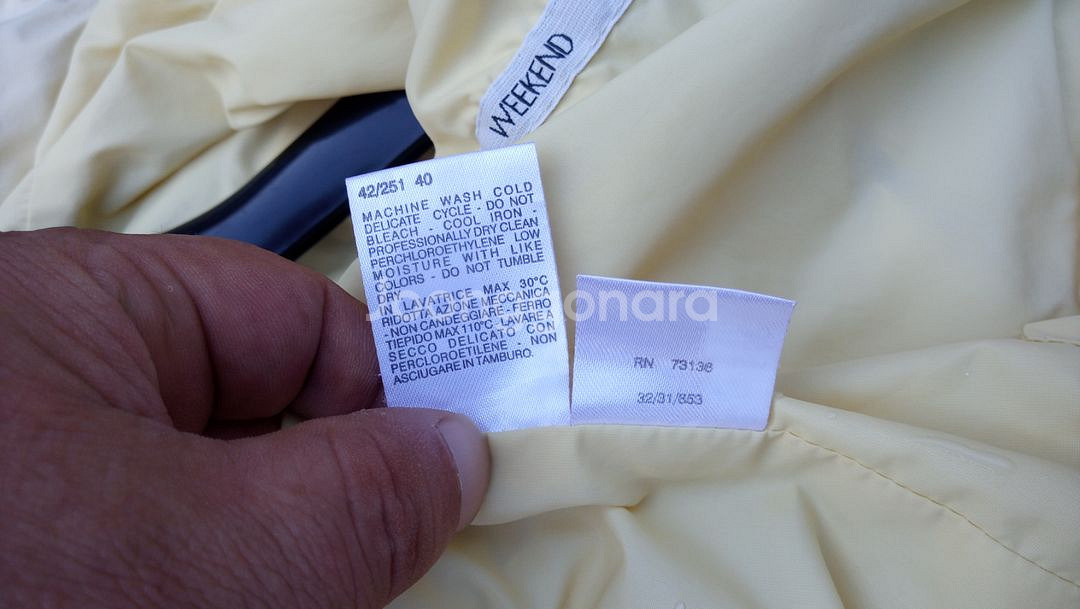 WEEKEND
42/251 40
MACHINE WASH COLD
DELICATE CYCLE - DO NOT
BLEACH - COOL IRON -
PROFESSIONALLY DRY CLEAN
PERCHLOROETHYLENE LOW
MOISTURE WITH LIKE
COLORS - DO NOT TUMBLE
DRY
IN LAVATRICE MAX 30°C
RIDOTTA AZIONE MECCANICA
- NON CANDEGGIARE - FERRO
TIEPIDO MAX 110°C - LAVARE A
SECCO DELICATO CON
PERCLOROETILENE - NON
ASCIUGARE IN TAMBURO.
RN 73136
32/31/853